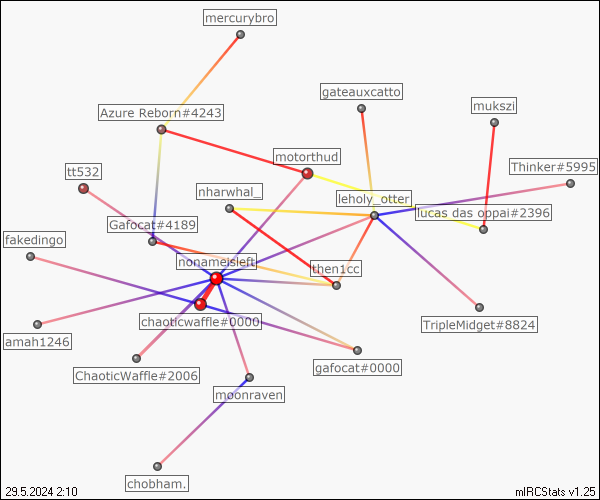 mercurybro
gateauxcatto
mukszi
Azure Reborn#4243
motorthud
Thinker#5995
tt532
nharwhal_
leholy_otter
lucas das oppai#2396
Gafocat#4189
fakedingo
nonameisleft
then1cc
chaoticwaffle#0000
TripleMidget#8824
amah1246
gafocat#0000
ChaoticWaffle#2006
moonraven
chobham.
29.5.2024 2:10
mIRCStats v1.25